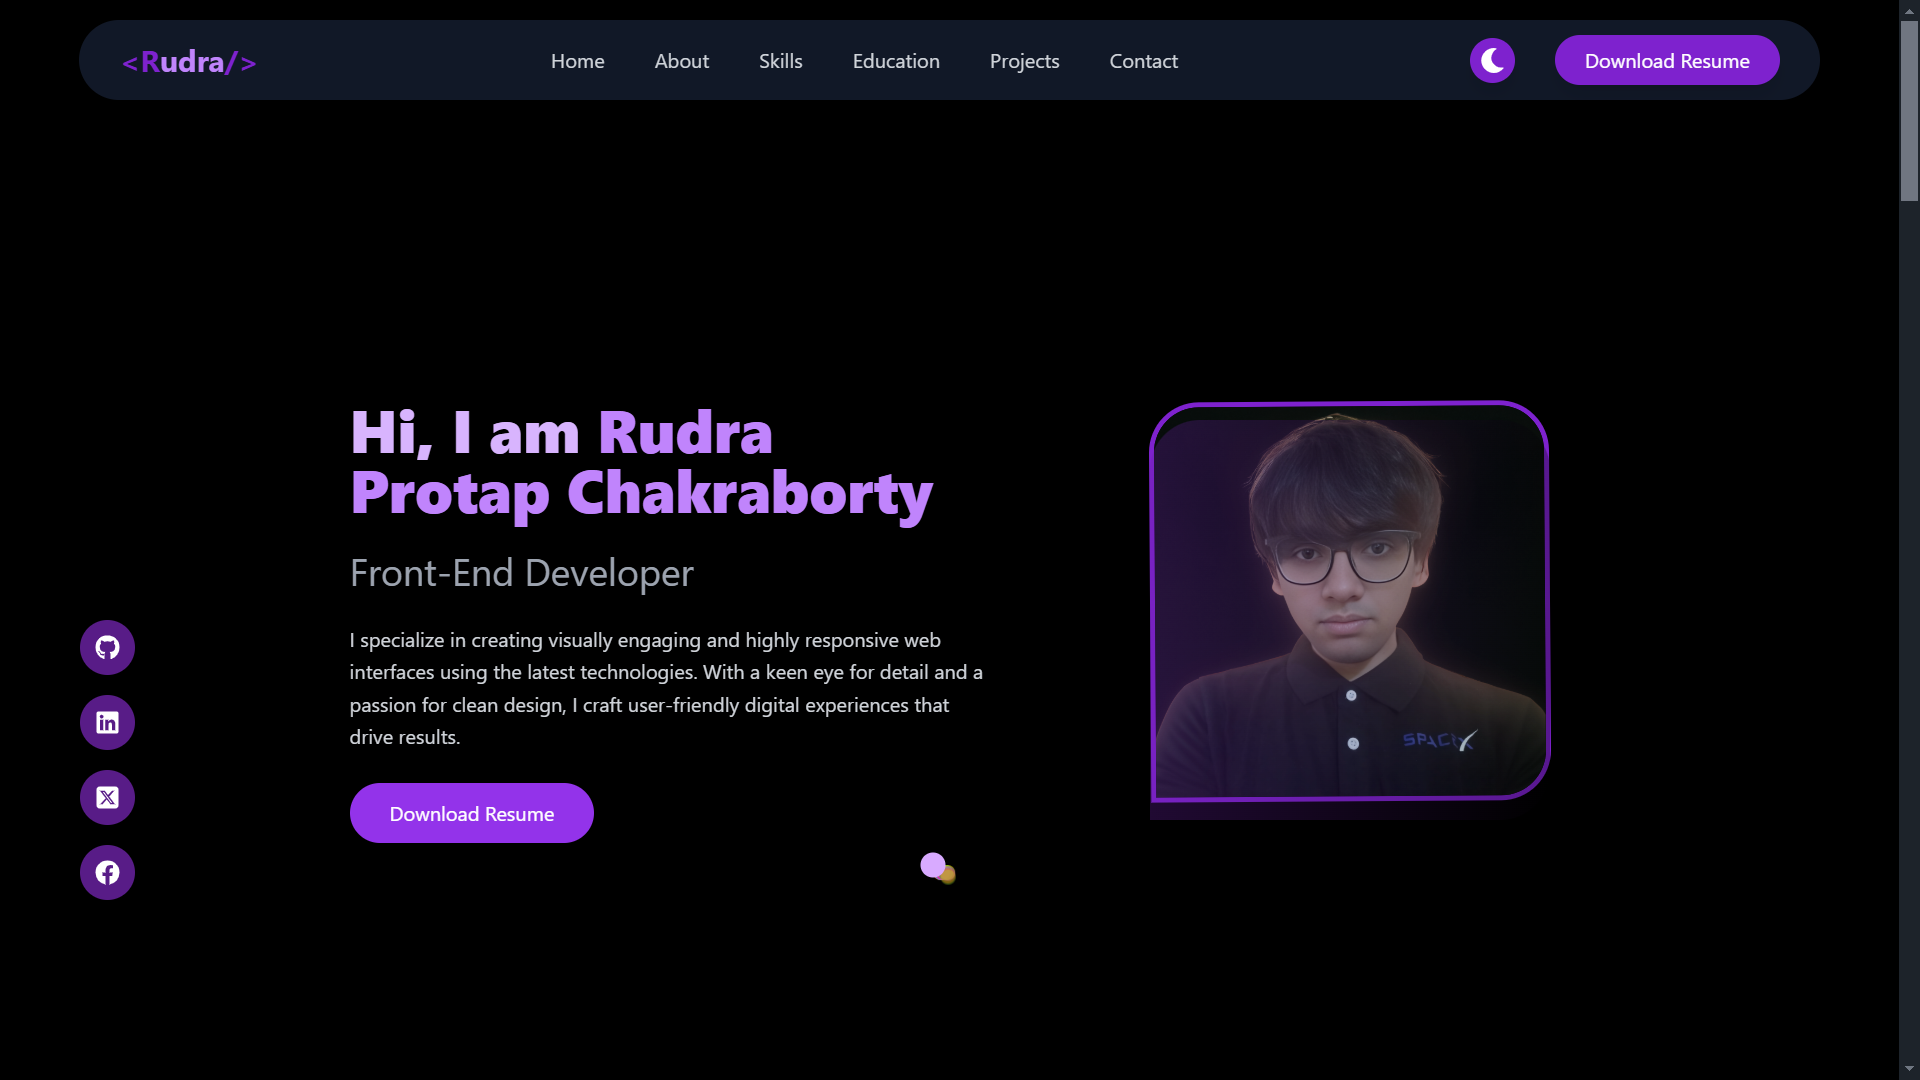 <Rudra/>
Home
About
Skills
Education
Projects
Contact
Download Resume
Hi, I am Rudra
Protap Chakraborty
Front-End Developer
I specialize in creating visually engaging and highly responsive web
interfaces using the latest technologies. With a keen eye for detail and a
passion for clean design, I craft user-friendly digital experiences that
drive results.
Download Resume
SPACEX